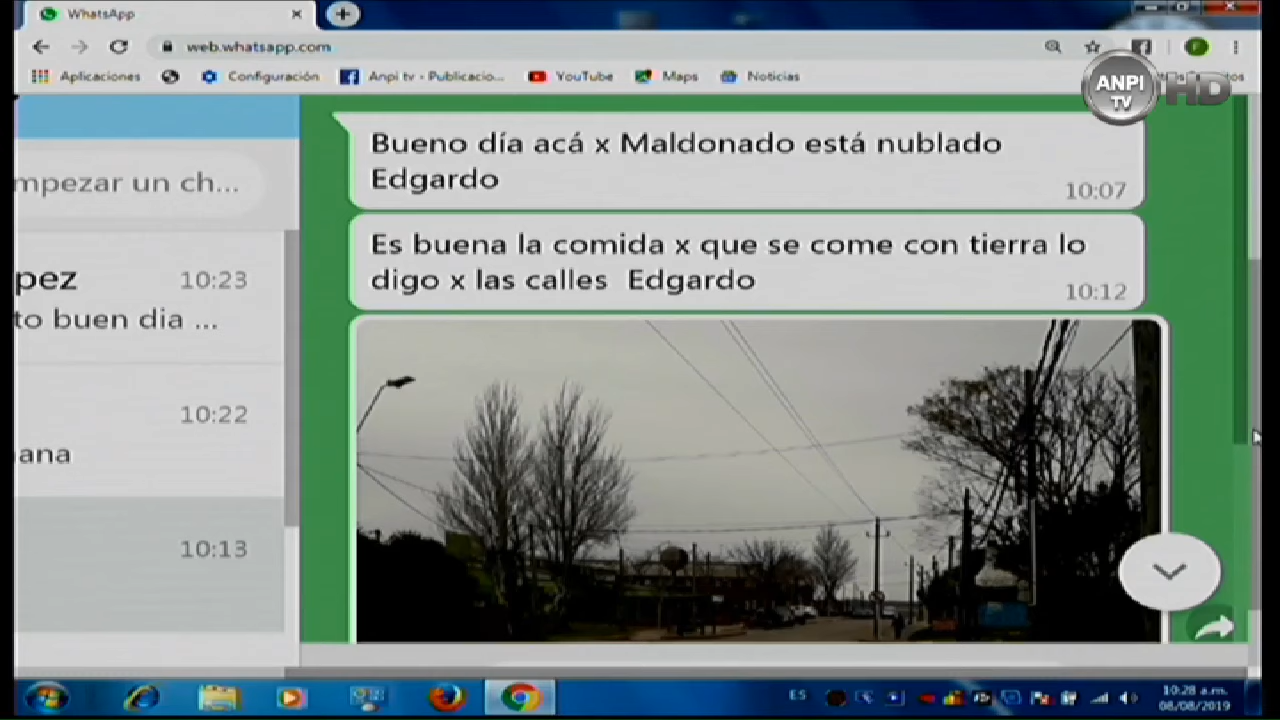 WhatsApp
web.whatsapp.com
Aplicaciones Configuración Anpi tv - Publicacio... YouTube Maps Noticias
ANPI TV HD
Bueno día acá x Maldonado está nublado
Edgardo
10:07
mpezar un ch...
Es buena la comida x que se come con tierra lo
digo x las calles Edgardo
10:12
pez 10:23
to buen dia ...
10:22
ana
10:13
ES
10:28 a.m.
08/08/2019